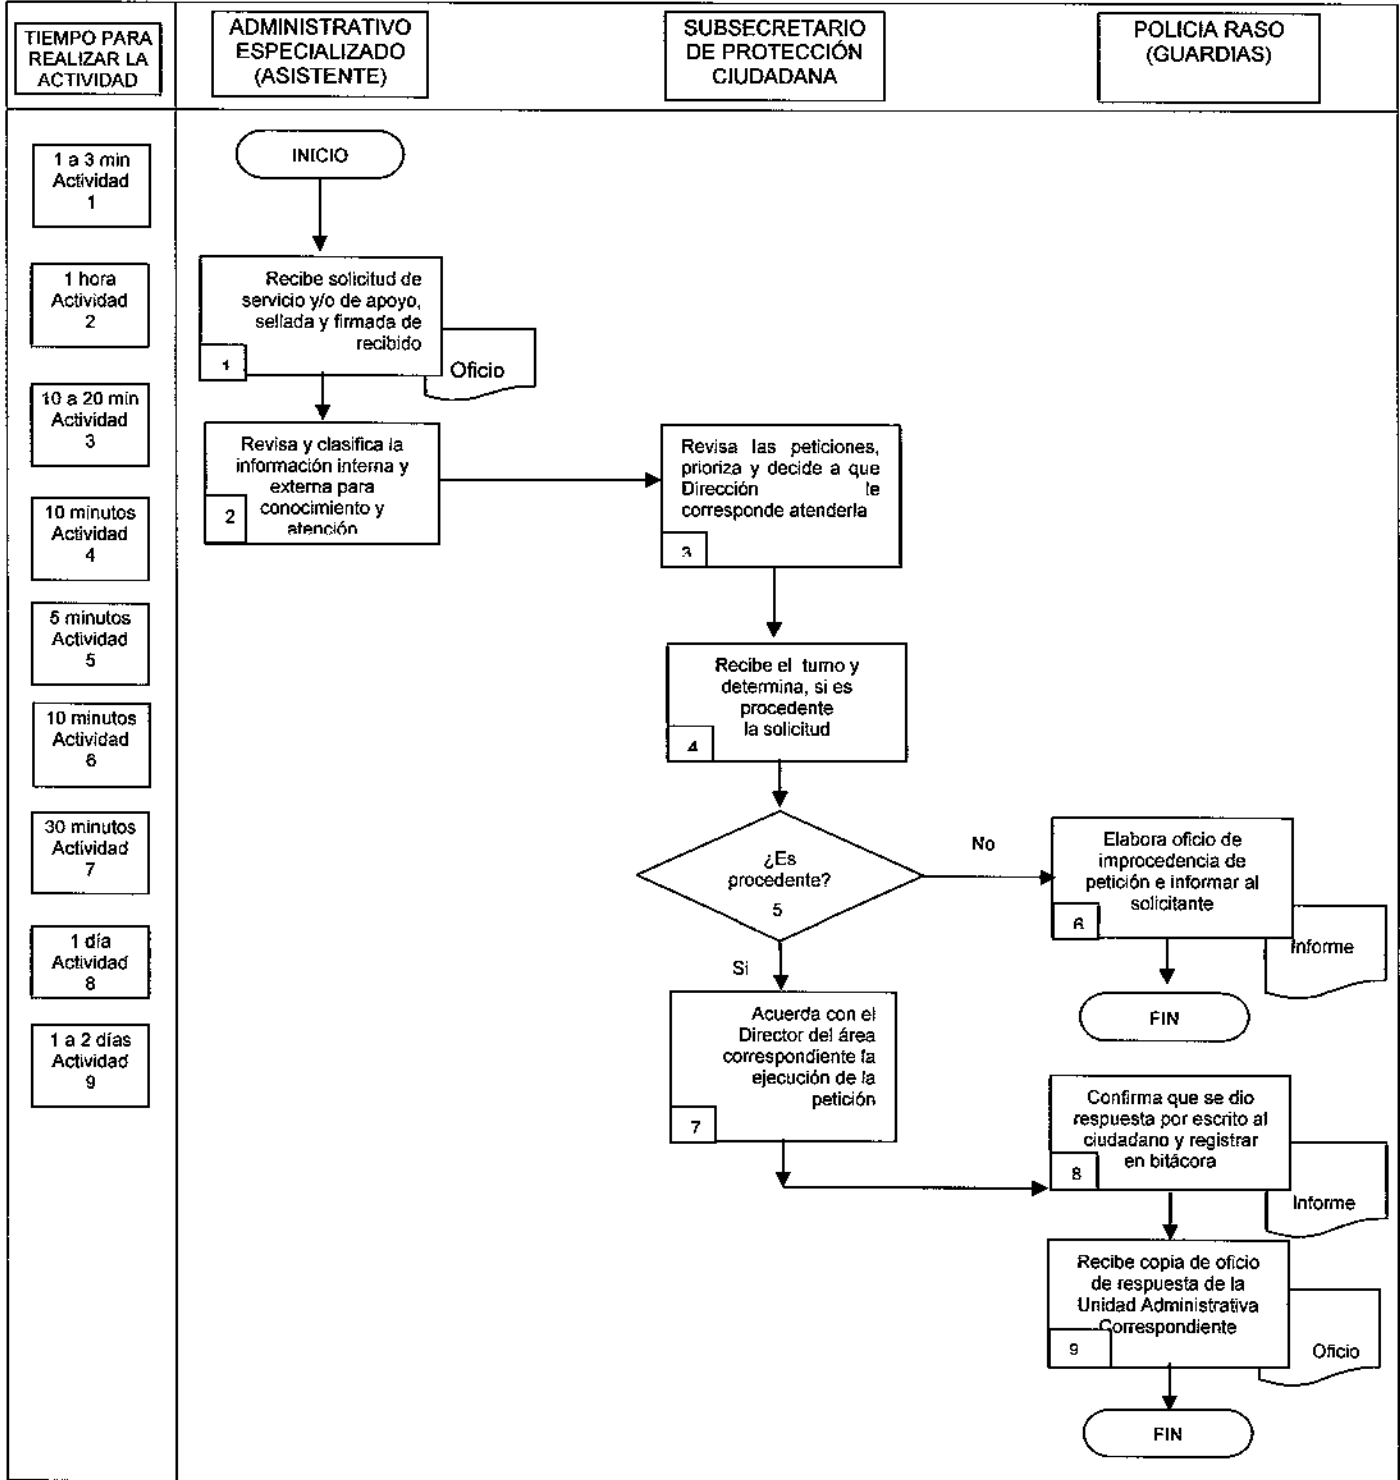 TIEMPO PARA
REALIZAR LA
ACTIVIDAD
ADMINISTRATIVO
ESPECIALIZADO
(ASISTENTE)
SUBSECRETARIO
DE PROTECCIÓN
CIUDADANA
POLICIA RASO
(GUARDIAS)
1 a 3 min
Actividad
1
1 hora
Actividad
2
10 a 20 min
Actividad
3
10 minutos
Actividad
4
5 minutos
Actividad
5
10 minutos
Actividad
6
30 minutos
Actividad
7
1 día
Actividad
8
1 a 2 días
Actividad
9
INICIO
Recibe solicitud de
servicio y/o de apoyo,
sellada y firmada de
recibido
1
Oficio
Revisa y clasifica la
información interna y
externa para
conocimiento y
atención
2
Revisa las peticiones,
prioriza y decide a que
Dirección le
corresponde atenderla
3
Recibe el turno y
determina, si es
procedente
la solicitud
4
¿Es
procedente?
5
No
Si
Elabora oficio de
improcedencia de
petición e informar al
solicitante
6
Informe
FIN
Acuerda con el
Director del área
correspondiente la
ejecución de la
petición
7
Confirma que se dio
respuesta por escrito al
ciudadano y registrar
en bitácora
8
Informe
Recibe copia de oficio
de respuesta de la
Unidad Administrativa
Correspondiente
9
Oficio
FIN